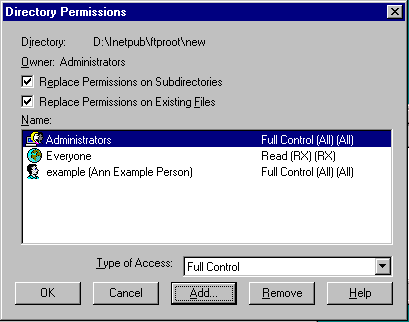 Directory Permissions
Directory: D:\Inetpub\ftproot\new
Owner: Administrators
Replace Permissions on Subdirectories
Replace Permissions on Existing Files
Name:
Administrators Full Control (All) (All)
Everyone Read (RX) (RX)
example (Ann Example Person) Full Control (All) (All)
Type of Access: Full Control
OK Cancel Add... Remove Help